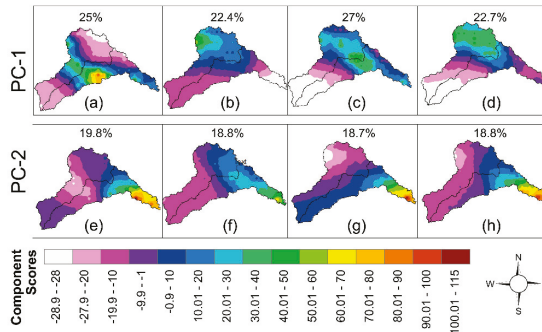 25% 22.4% 27% 22.7%
PC-1
(a) (b) (c) (d)
19.8% 18.8% 18.7% 18.8%
PC-2
(e) (f) (g) (h)
Component Scores
-28.9 - -28
-27.9 - -20
-19.9 - -10
-9.9 - -1
-0.9 - 10
10.01 - 20
20.01 - 30
30.01 - 40
40.01 - 50
50.01 - 60
60.01 - 70
70.01 - 80
80.01 - 90
90.01 - 100
100.01 - 115
N
W E
S